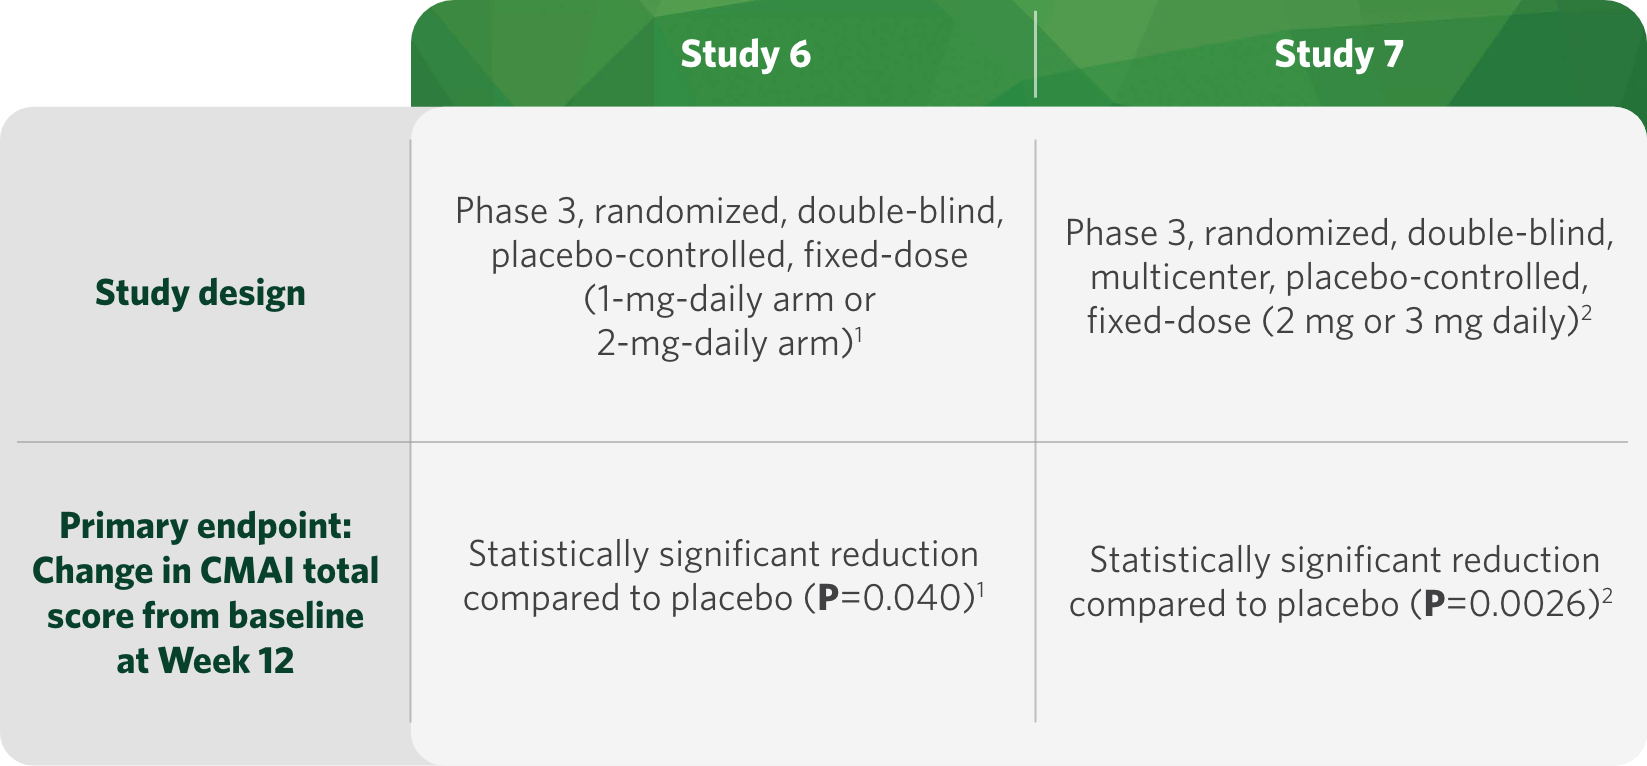 Study 6
Study 7
Study design
Phase 3, randomized, double-blind,
placebo-controlled, fixed-dose
(1-mg-daily arm or
2-mg-daily arm)¹
Phase 3, randomized, double-blind,
multicenter, placebo-controlled,
fixed-dose (2 mg or 3 mg daily)²
Primary endpoint:
Change in CMAI total
score from baseline
at Week 12
Statistically significant reduction
compared to placebo (P=0.040)¹
Statistically significant reduction
compared to placebo (P=0.0026)²